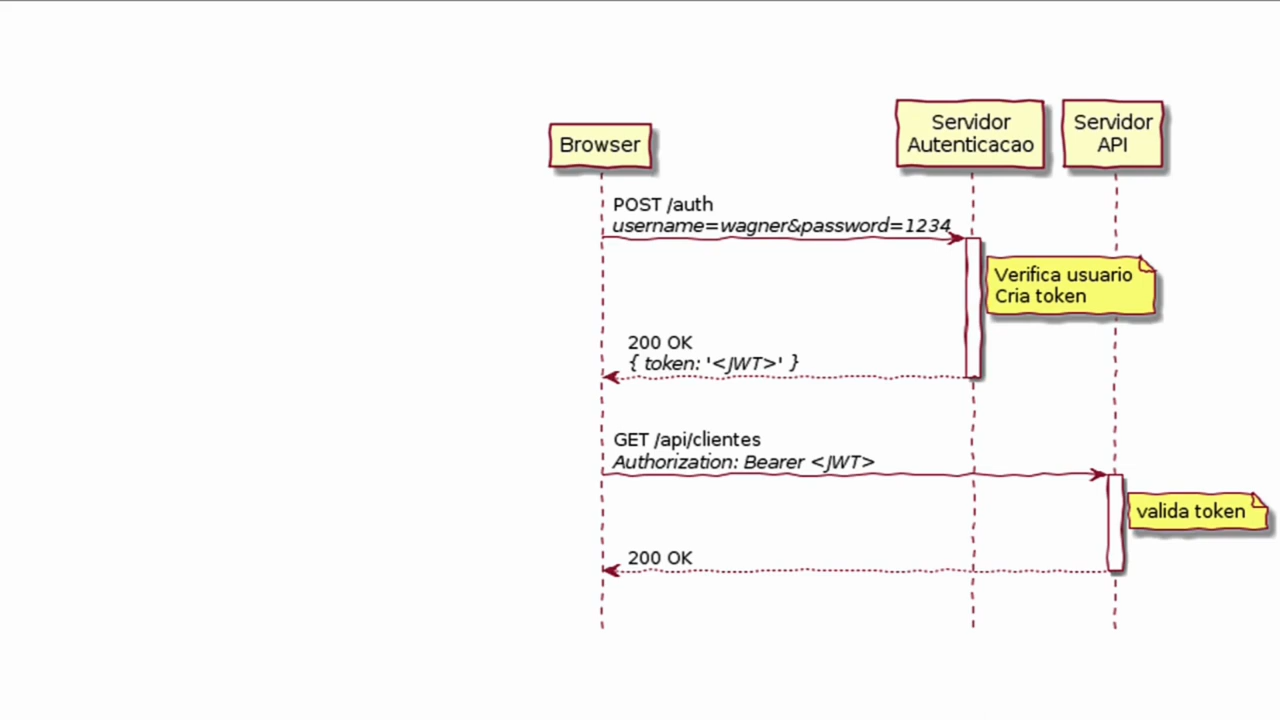 Browser
Servidor
Autenticacao
Servidor
API
POST /auth
username=wagner&password=1234
Verifica usuario
Cria token
200 OK
{ token: '<JWT>' }
GET /api/clientes
Authorization: Bearer <JWT>
valida token
200 OK